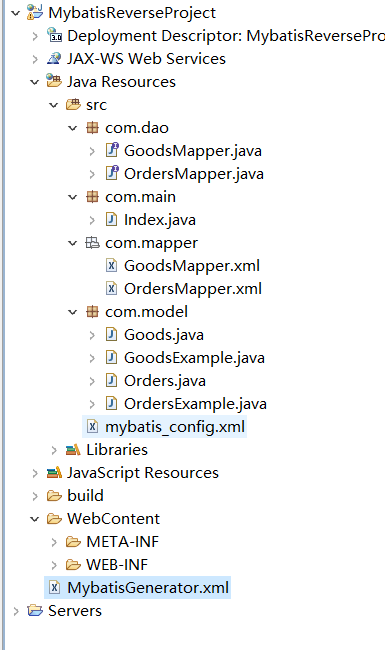 MybatisReverseProject
Deployment Descriptor: MybatisReversePro
JAX-WS Web Services
Java Resources
src
com.dao
GoodsMapper.java
OrdersMapper.java
com.main
Index.java
com.mapper
GoodsMapper.xml
OrdersMapper.xml
com.model
Goods.java
GoodsExample.java
Orders.java
OrdersExample.java
mybatis_config.xml
Libraries
JavaScript Resources
build
WebContent
META-INF
WEB-INF
MybatisGenerator.xml
Servers